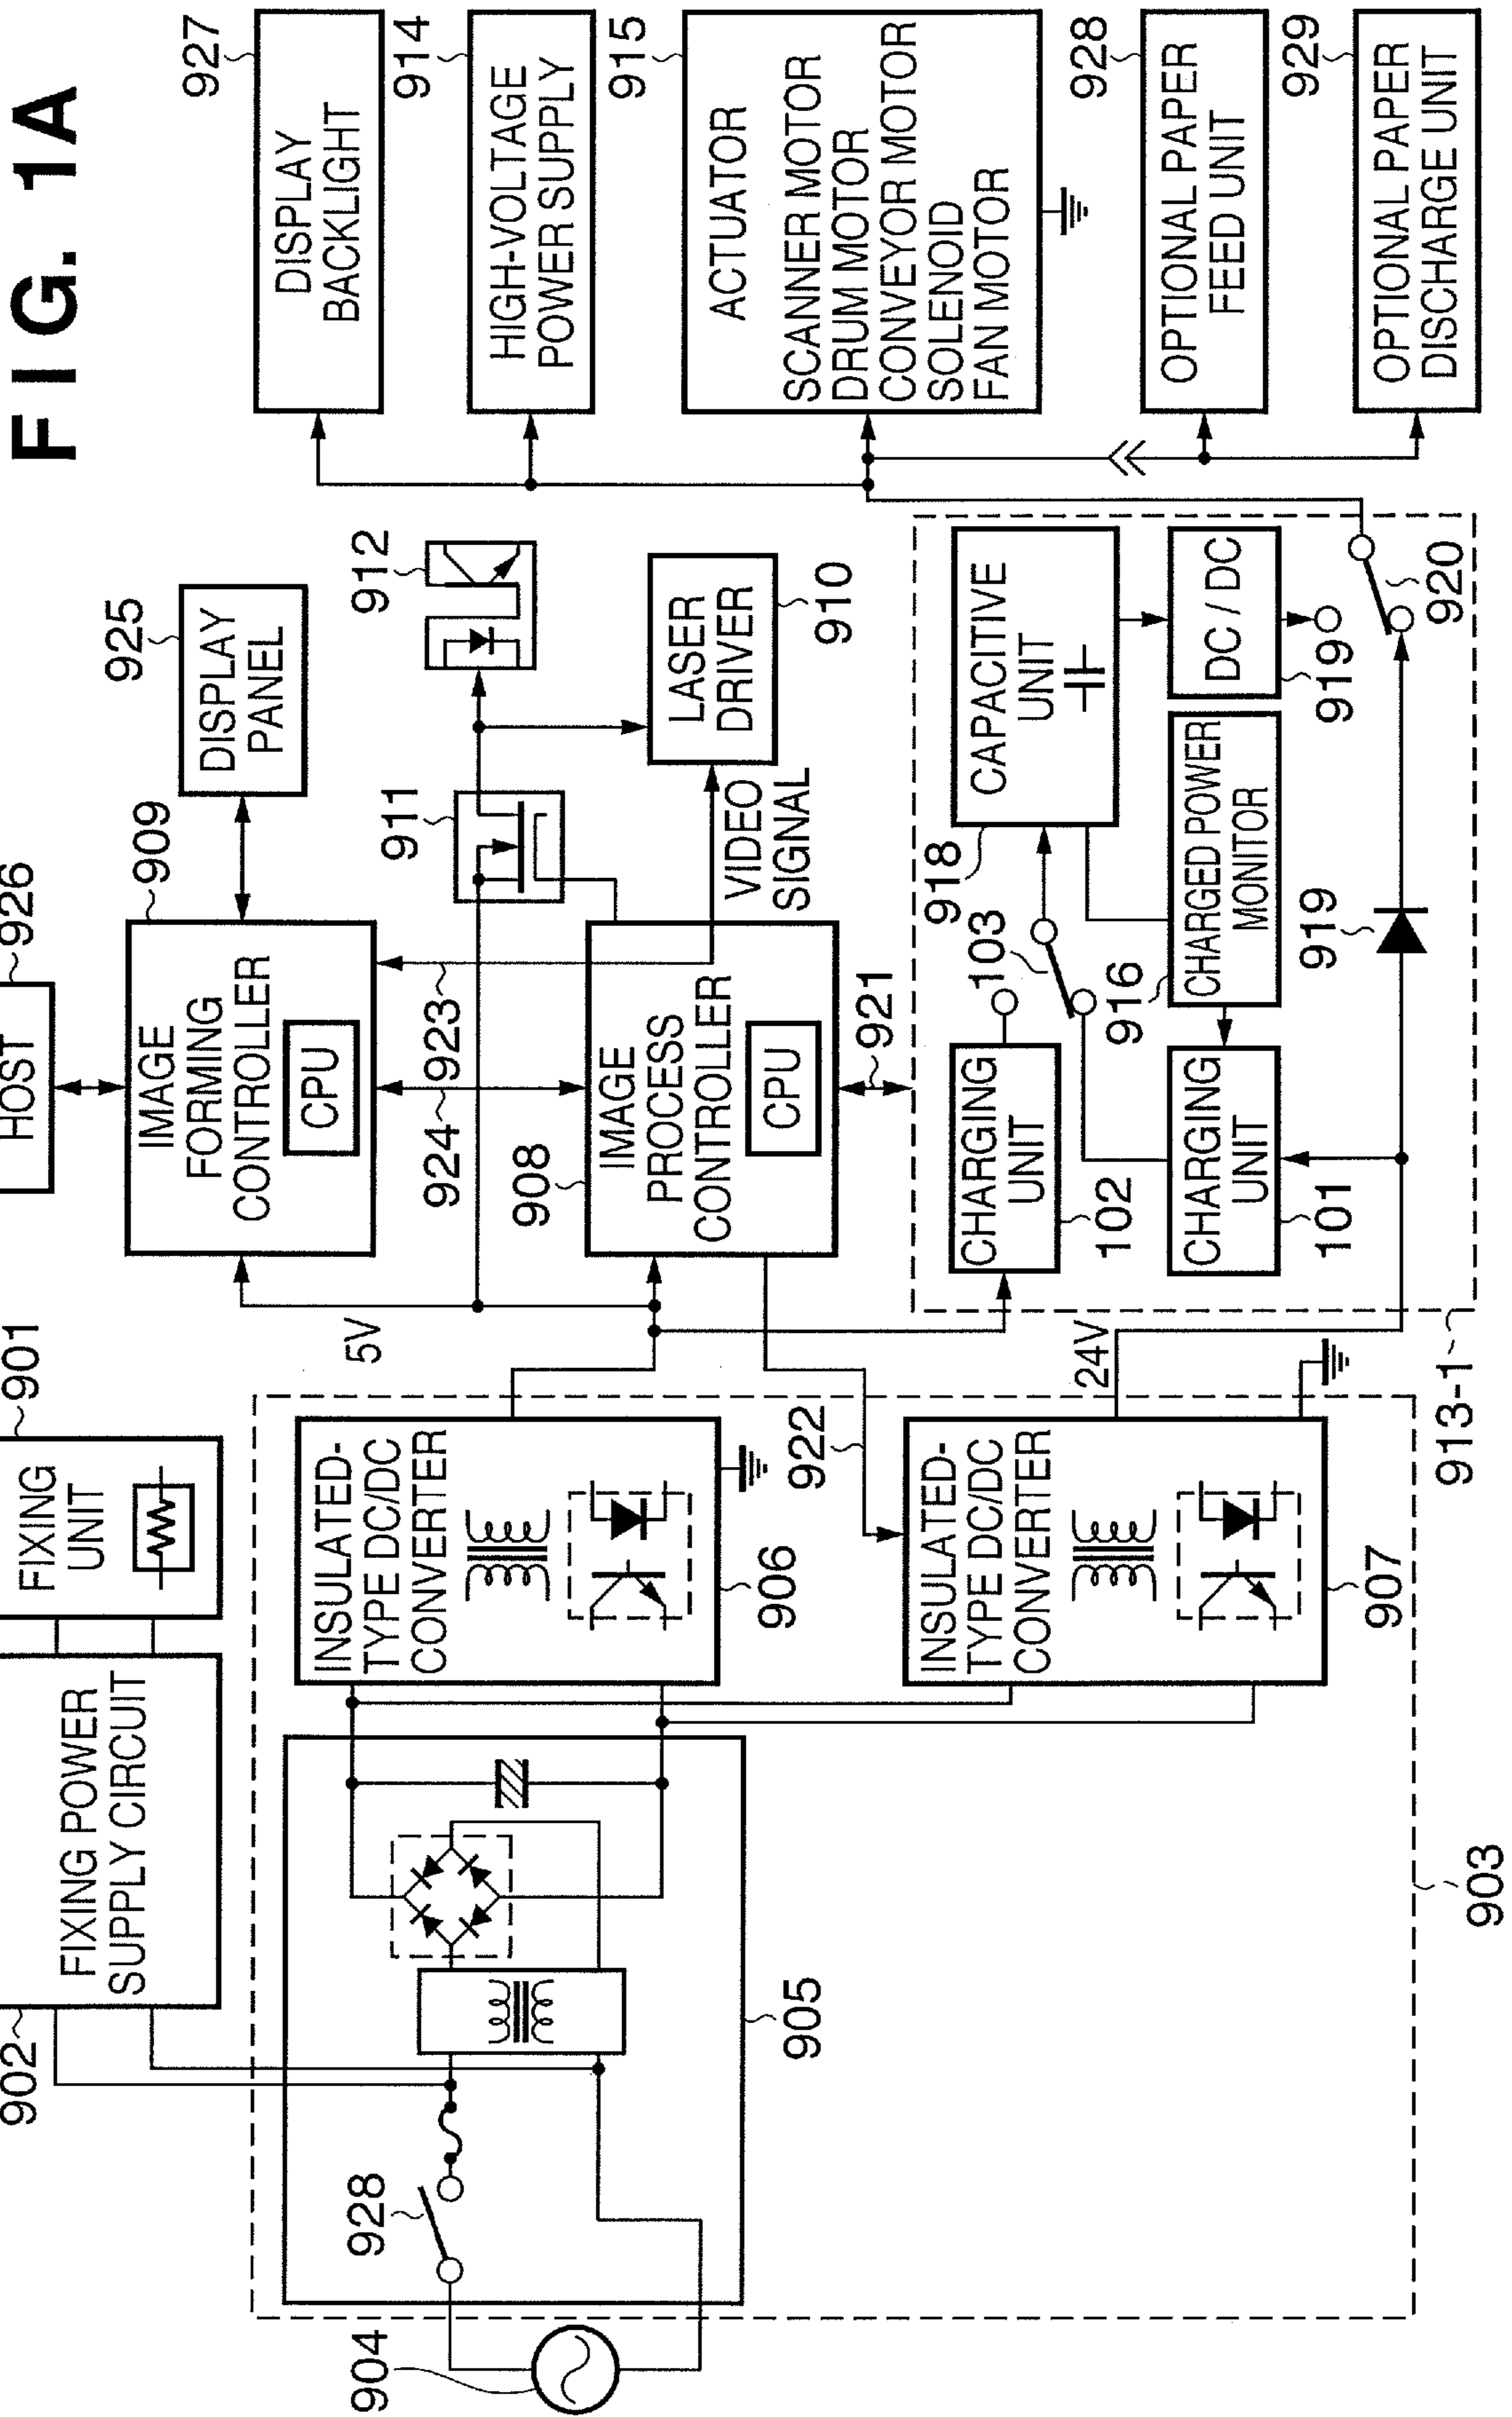 FIG. 1A
901
FIXING
UNIT
902
FIXING POWER
SUPPLY CIRCUIT
HOST
926
IMAGE
FORMING
CONTROLLER
CPU
909
DISPLAY
PANEL
925
DISPLAY
BACKLIGHT
927
HIGH-VOLTAGE
POWER SUPPLY
914
ACTUATOR
SCANNER MOTOR
DRUM MOTOR
CONVEYOR MOTOR
SOLENOID
FAN MOTOR
915
OPTIONAL PAPER
FEED UNIT
928
OPTIONAL PAPER
DISCHARGE UNIT
929
911
912
LASER
DRIVER
910
VIDEO
SIGNAL
923
924
908
IMAGE
PROCESS
CONTROLLER
CPU
921
5V
904
928
905
INSULATED-
TYPE DC/DC
CONVERTER
906
922
INSULATED-
TYPE DC/DC
CONVERTER
907
903
24V
913-1
CHARGING
UNIT
102
CHARGING
UNIT
101
103
918
CAPACITIVE
UNIT
916
CHARGED POWER
MONITOR
DC / DC
919
919
920